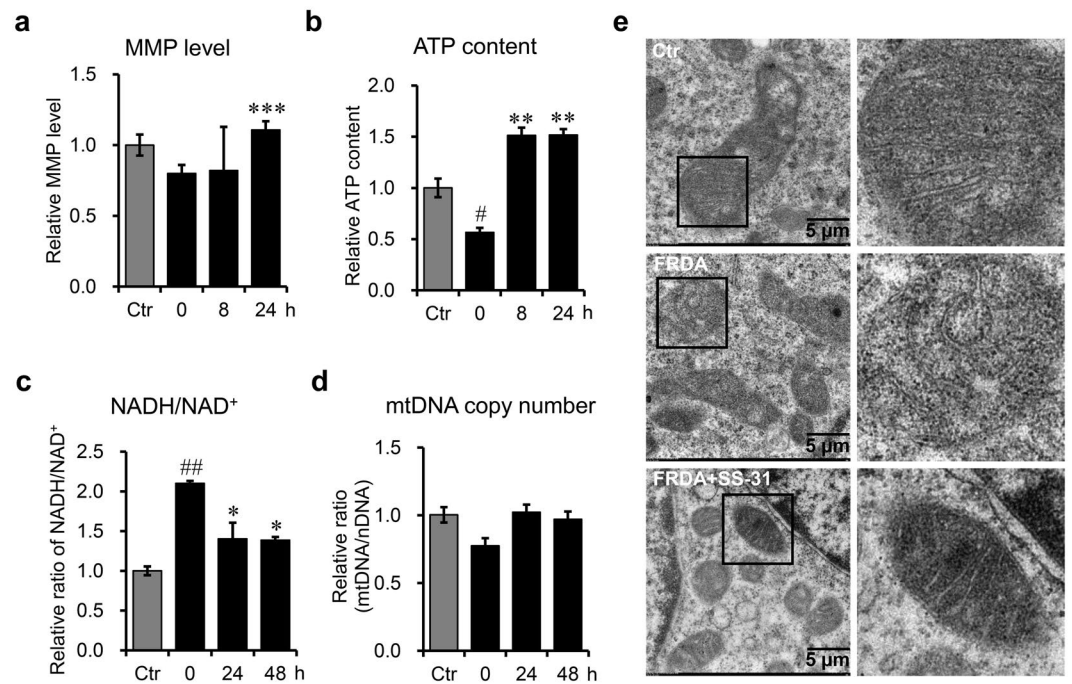 a
MMP level
Relative MMP level
1.5
1.0
0.5
0.0
***
Ctr 0 8 24 h
b
ATP content
Relative ATP content
2.0
1.5
1.0
0.5
0.0
#
** **
Ctr 0 8 24 h
c
NADH/NAD⁺
Relative ratio of NADH/NAD⁺
2.5
2.0
1.5
1.0
0.5
0.0
##
* *
Ctr 0 24 48 h
d
mtDNA copy number
Relative ratio
(mtDNA/nDNA)
1.5
1.0
0.5
0.0
Ctr 0 24 48 h
e
Ctr
5 µm
FRDA
5 µm
FRDA+SS-31
5 µm